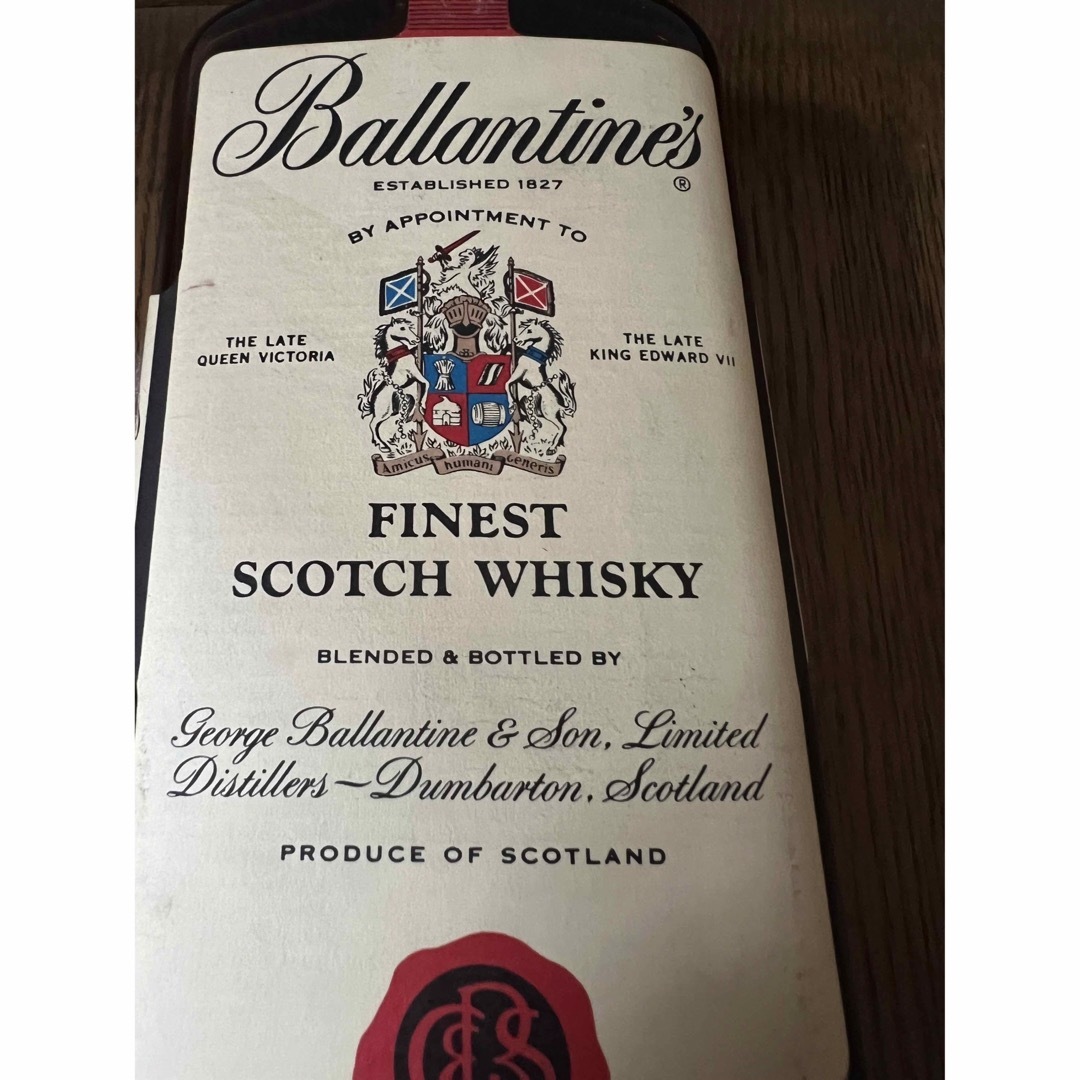 Ballantine's
ESTABLISHED 1827
®
BY APPOINTMENT TO
THE LATE
QUEEN VICTORIA
THE LATE
KING EDWARD VII
Amicus humani generis
FINEST
SCOTCH WHISKY
BLENDED & BOTTLED BY
George Ballantine & Son, Limited
Distillers—Dumbarton, Scotland
PRODUCE OF SCOTLAND
GB&S